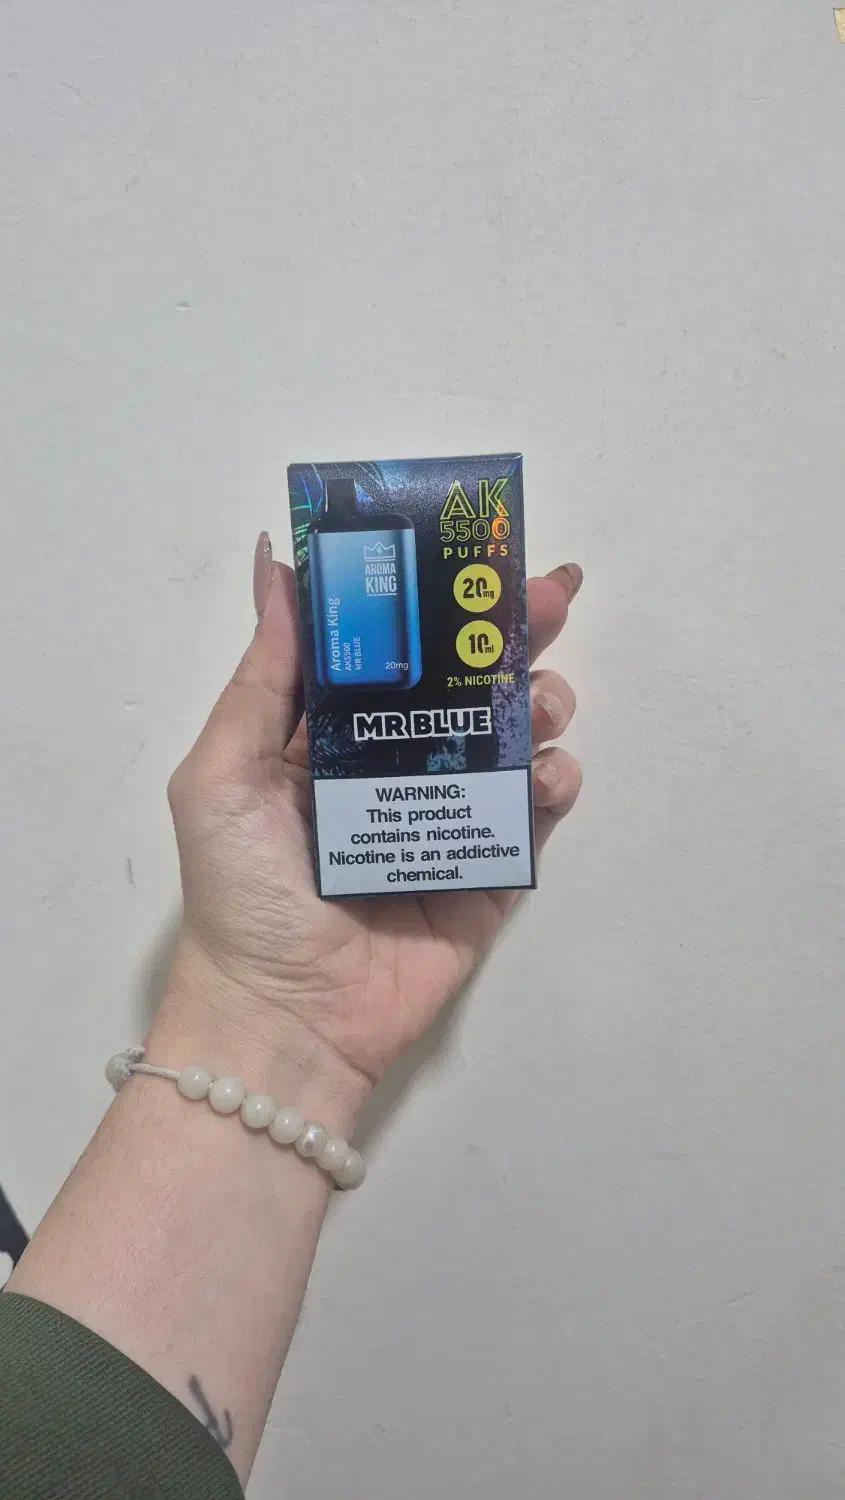 AK
5500
PUFFS
AROMA
KING
20mg
10ml
Aroma King
AK5500
MR BLUE
20mg
2% NICOTINE
MR BLUE
WARNING:
This product
contains nicotine.
Nicotine is an addictive
chemical.